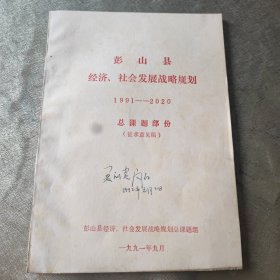 彭山县
经济、社会发展战略规划
1991——2020
总课题部份
(征求意见稿)
彭山县经济、社会发展战略规划总课题组
一九九一年九月